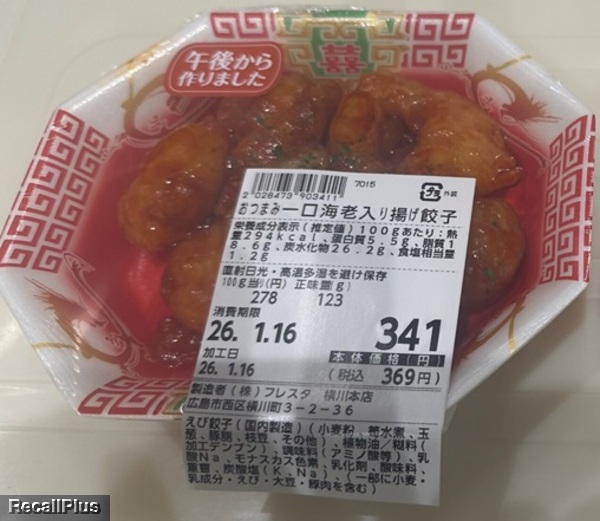 午後から
作りました
囍
2 028473 903411
7015
プラ
外装
おつまみ一口海老入り揚げ餃子
栄養成分表示(推定値)100gあたり:熱
量294kcal、蛋白質5.5g、脂質1
8.6g、炭水化物26.2g、食塩相当量
1.2g
直射日光・高温多湿を避け保存
100g当り(円) 正味量(g)
278 123
消費期限
26. 1.16
341
本体価格(円)
加工日
26. 1.16
(税込 369円)
製造者(株)フレスタ 横川本店
広島市西区横川町3-2-36
えび餃子(国内製造)(小麦粉、筍水煮、玉
葱、豚脂、枝豆、その他)、植物油/糊料(
加工デンプン)、調味料(アミノ酸等)、乳
酸Na、モナスカス色素、乳化剤、酸味料、
重曹、炭酸塩(K、Na)、(一部に小麦・
乳成分・えび・大豆・豚肉を含む)
RecallPlus